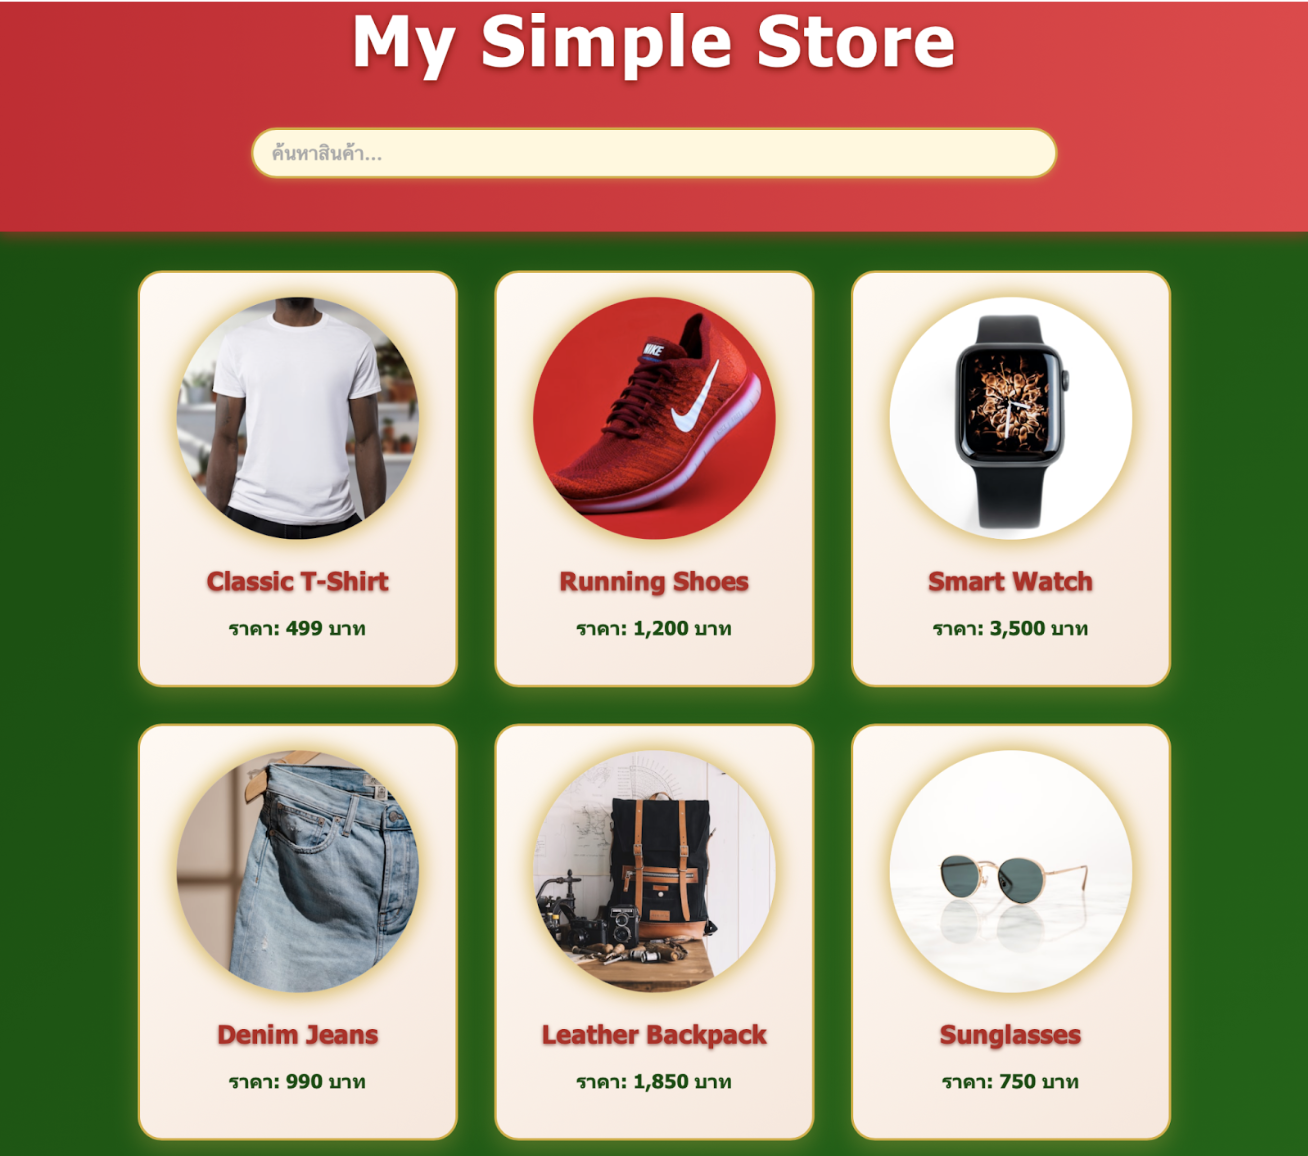 My Simple Store
ค้นหาสินค้า...
NIKE
Classic T-Shirt
Running Shoes
Smart Watch
ราคา: 499 บาท
ราคา: 1,200 บาท
ราคา: 3,500 บาท
Denim Jeans
Leather Backpack
Sunglasses
ราคา: 990 บาท
ราคา: 1,850 บาท
ราคา: 750 บาท